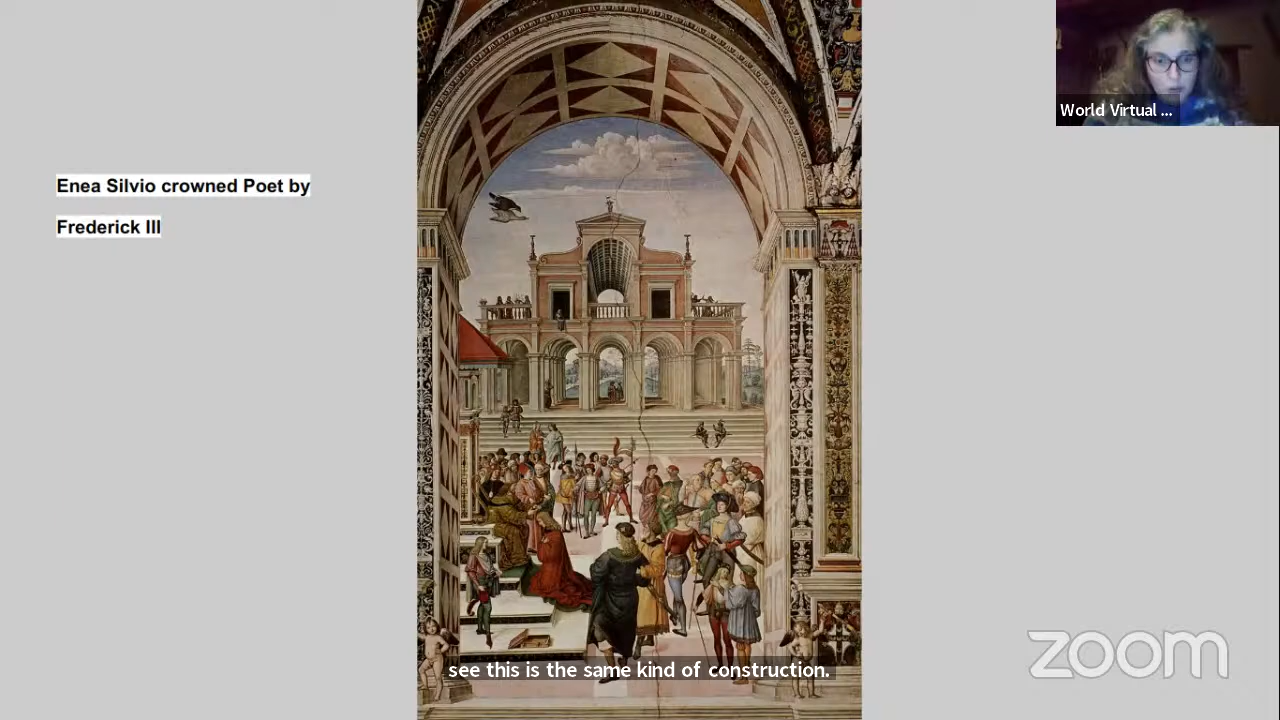 World Virtual ...
Enea Silvio crowned Poet by
Frederick III
zoom
see this is the same kind of construction.